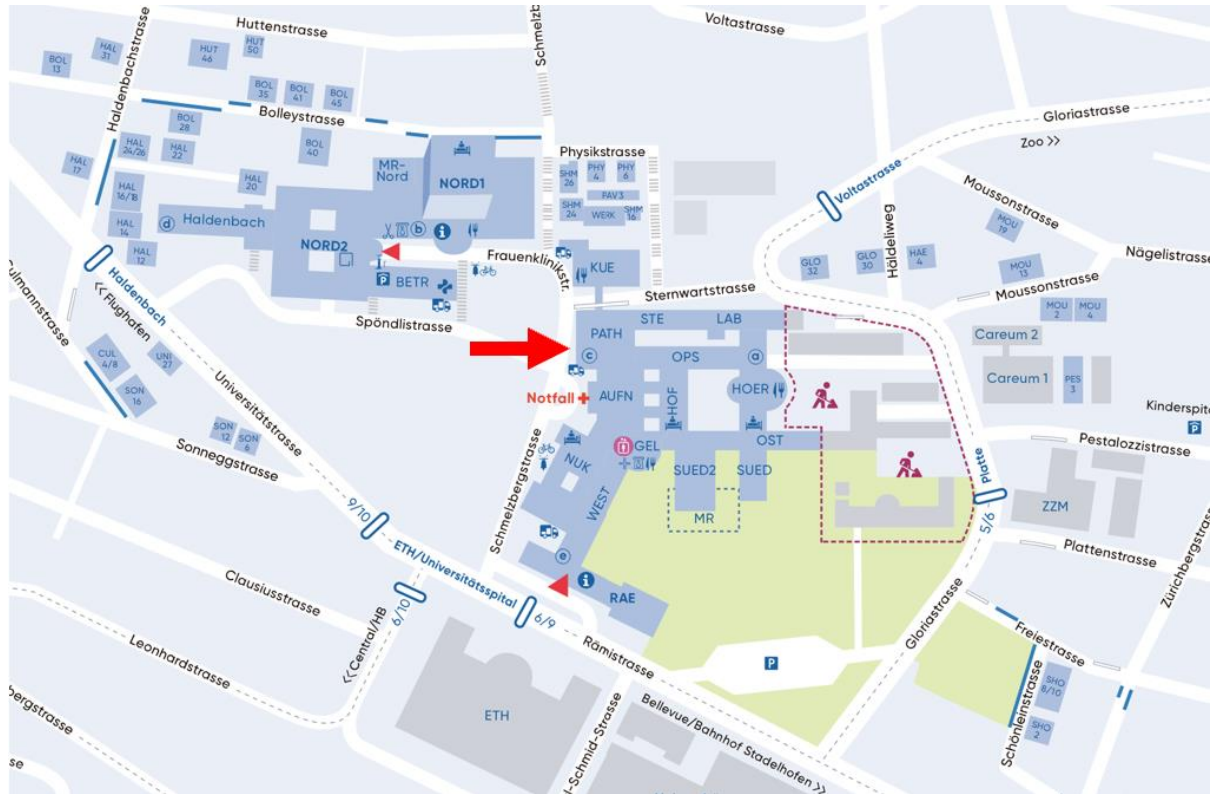 Huttenstrasse
Voltastrasse
Schmelzbergstrasse
HAL
31
BOL
13
HUT
46
HUT
50
BOL
35
BOL
41
BOL
45
Haldenbachstrasse
Bolleystrasse
BOL
28
HAL
24/26
HAL
22
BOL
40
HAL
17
HAL
16/18
HAL
20
HAL
14
HAL
12
MR-
Nord
NORD1
d
Haldenbach
NORD2
b
i
P
BETR
Frauenklinikstr.
Physikstrasse
SHM
26
PHY
4
PHY
6
PAV3
SHM
24
WERK
SHM
16
KUE
Sternwartstrasse
Gloriastrasse
Zoo >>
Voltastrasse
Häldeliweg
Moussonstrasse
MOU
19
Nägelistrasse
GLO
32
GLO
30
HAE
4
MOU
13
Moussonstrasse
MOU
2
MOU
4
Careum 2
Careum 1
PES
3
Kinderspit
P
Pestalozzistrasse
Culmannstrasse
Haldenbach
<< Flughafen
Spöndlistrasse
CUL
4/8
UNI
27
SON
16
SON
12
SON
6
Sonneggstrasse
Universitätstrasse
9/10
STE
LAB
PATH
c
OPS
a
HOER
Notfall
AUFN
HOF
GEL
OST
NUK
SUED2
SUED
WEST
MR
Schmelzbergstrasse
e
i
RAE
Platte
5/6
ZZM
Plattenstrasse
Zürichbergstrasse
ETH/Universitätsspital
6/9
Clausiusstrasse
6/10
<<Central/HB
Leonhardstrasse
Rämistrasse
P
Gloriastrasse
Freiestrasse
SHO
8/10
Schönleinstrasse
SHO
2
ETH
Bellevue/Bahnhof Stadelhofen >>
-Schmid-Strasse
bergstrasse
se